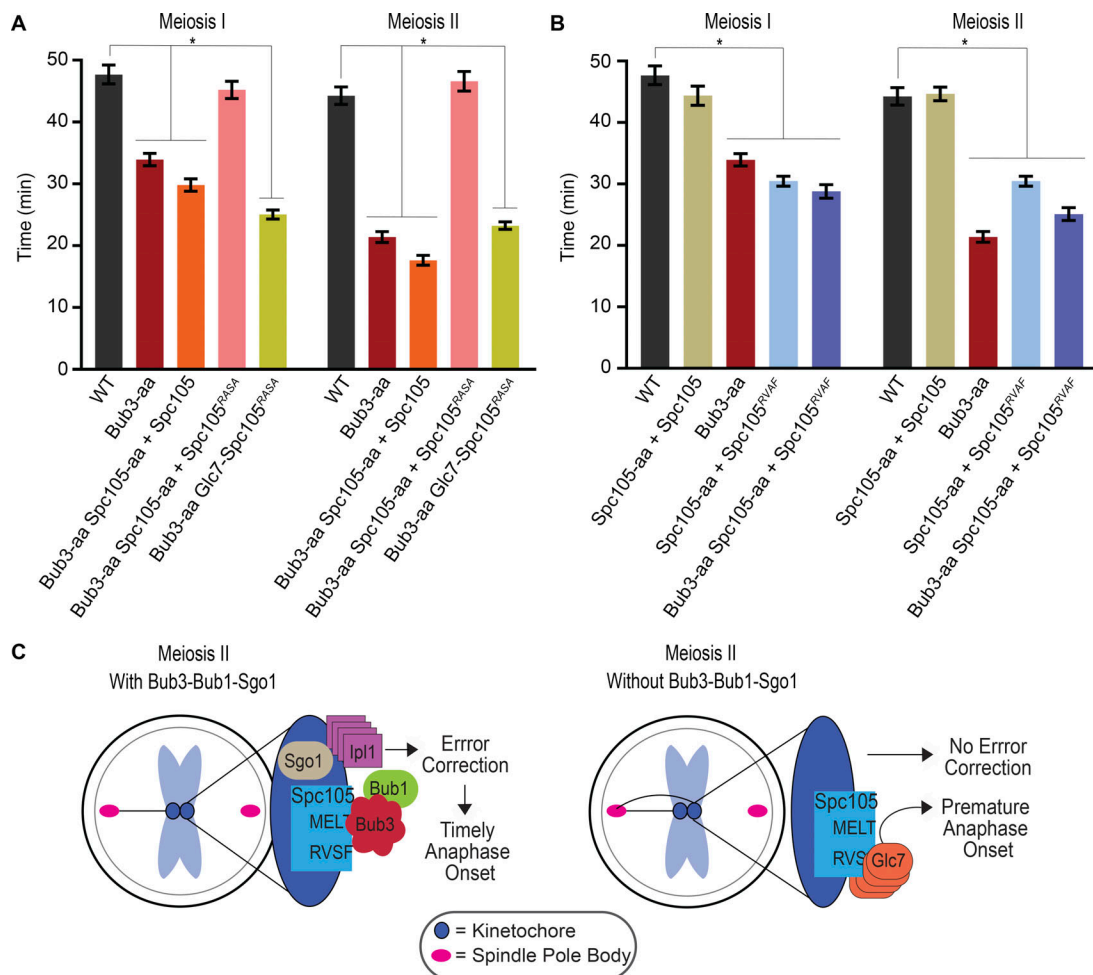 A
Meiosis I
Meiosis II
*
*
Time (min)
50
40
30
20
10
0
WT
Bub3-aa
Bub3-aa Spc105-aa + Spc105
Bub3-aa Spc105-aa + Spc105RASA
Bub3-aa Glc7-Spc105RASA
WT
Bub3-aa
Bub3-aa Spc105-aa + Spc105
Bub3-aa Spc105-aa + Spc105RASA
Bub3-aa Glc7-Spc105RASA
B
Meiosis I
Meiosis II
*
*
Time (min)
50
40
30
20
10
0
WT
Spc105-aa + Spc105
Bub3-aa
Spc105-aa + Spc105RVAF
Bub3-aa Spc105-aa + Spc105RVAF
WT
Spc105-aa + Spc105
Bub3-aa
Spc105-aa + Spc105RVAF
Bub3-aa Spc105-aa + Spc105RVAF
C
Meiosis II
With Bub3-Bub1-Sgo1
Sgo1
Ipl1
Bub1
Spc105
MELT
Bub3
RVSF
Errror
Correction
Timely
Anaphase
Onset
Meiosis II
Without Bub3-Bub1-Sgo1
Spc105
MELT
RVS
Glc7
No Errror
Correction
Premature
Anaphase
Onset
= Kinetochore
= Spindle Pole Body